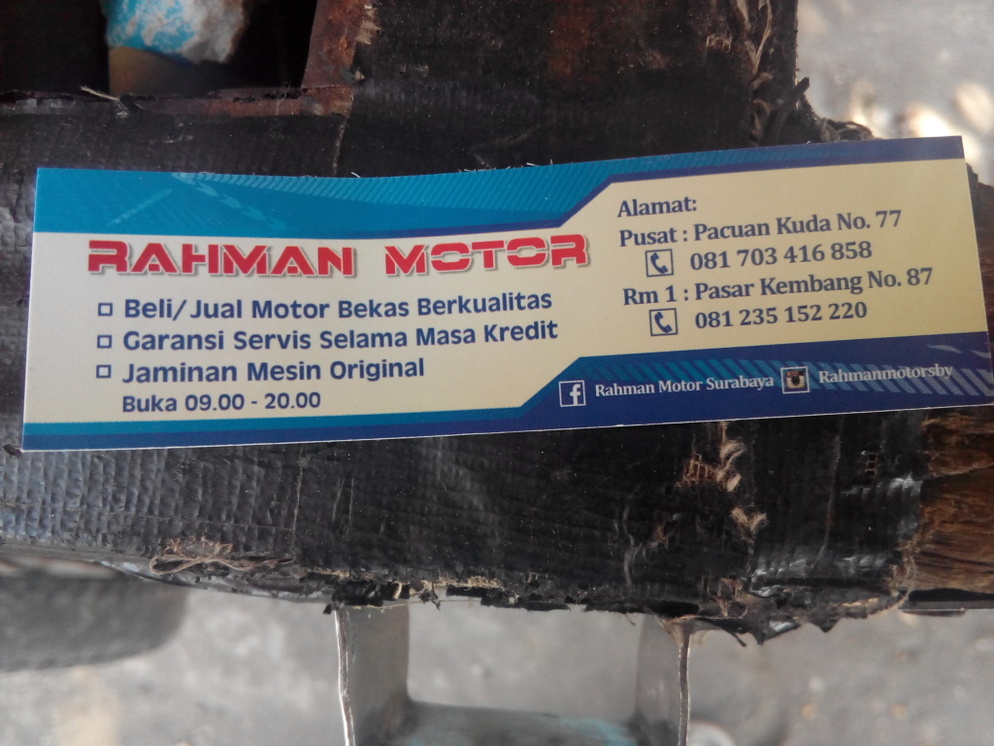 RAHMAN MOTOR
Beli/Jual Motor Bekas Berkualitas
Garansi Servis Selama Masa Kredit
Jaminan Mesin Original
Buka 09.00 - 20.00
Alamat:
Pusat : Pacuan Kuda No. 77
081 703 416 858
Rm 1 : Pasar Kembang No. 87
081 235 152 220
Rahman Motor Surabaya Rahmanmotorsby